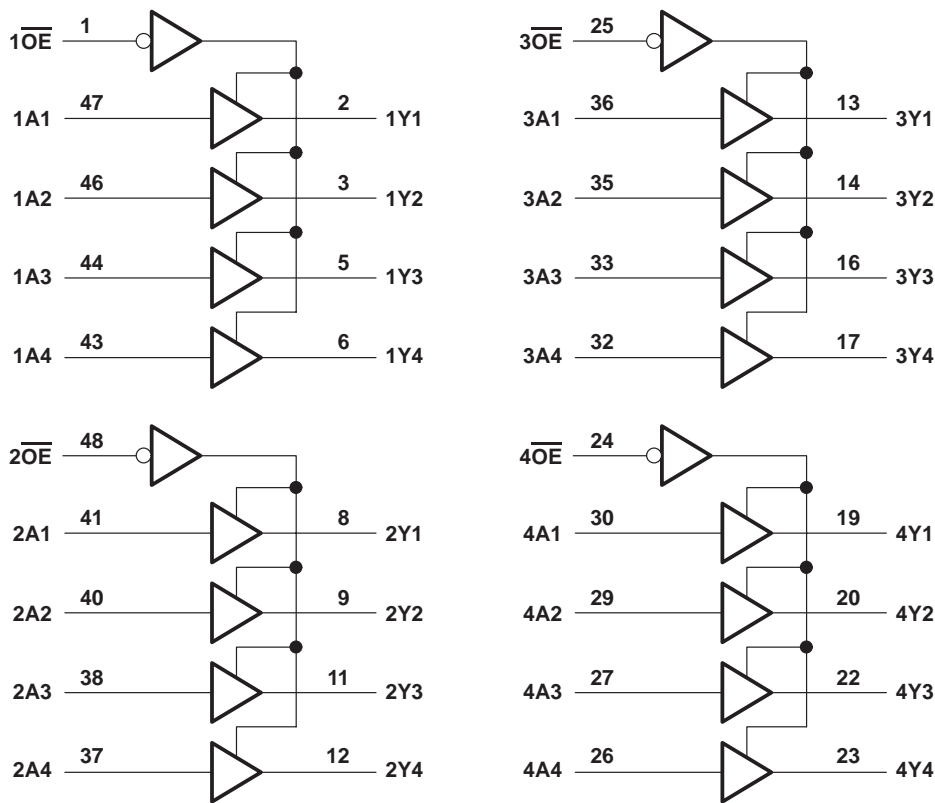 1OE 1
1A1 47 2 1Y1
1A2 46 3 1Y2
1A3 44 5 1Y3
1A4 43 6 1Y4
3OE 25
3A1 36 13 3Y1
3A2 35 14 3Y2
3A3 33 16 3Y3
3A4 32 17 3Y4
2OE 48
2A1 41 8 2Y1
2A2 40 9 2Y2
2A3 38 11 2Y3
2A4 37 12 2Y4
4OE 24
4A1 30 19 4Y1
4A2 29 20 4Y2
4A3 27 22 4Y3
4A4 26 23 4Y4